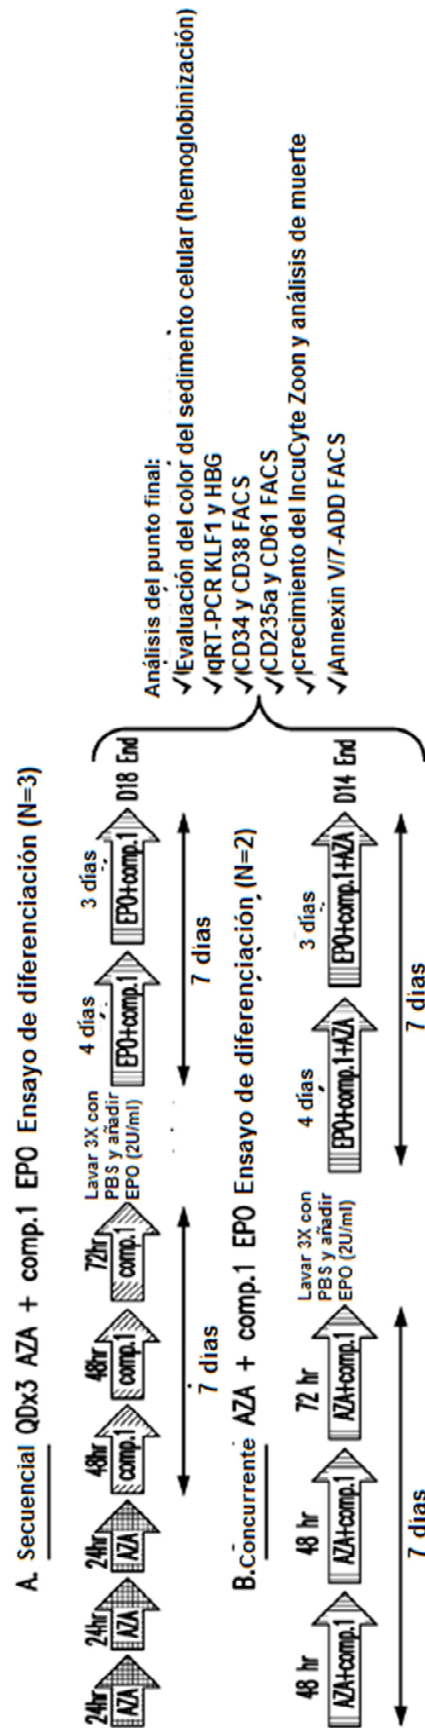 A. Secuencial QDx3 AZA + comp.1 EPO Ensayo de diferenciación (N=3)
24hr
24hr
24hr
48hr
48hr
72hr
Lavar 3X con
PBS y añadir
EPO (2U/ml)
4 días
3 días
AZA
AZA
AZA
comp.1
comp.1
comp.1
EPO+comp.1
EPO+comp.1
D18 End
7 dias
7 dias
B.Concurrente AZA + comp.1 EPO Ensayo de diferenciación (N=2)
48 hr
48 hr
72 hr
Lavar 3X con
PBS y añadir
EPO (2U/ml)
4 días
3 días
AZA+comp.1
AZA+comp.1
AZA+comp.1
EPO+comp.1+AZA
EPO+comp.1+AZA
D14 End
7 dias
7 dias
Análisis del punto final:
✓Evaluación del color del sedimento celular (hemoglobinización)
✓qRT-PCR KLF1 y HBG
✓CD34 y CD38 FACS
✓CD235a y CD61 FACS
✓crecimiento del IncuCyte Zoon y análisis de muerte
✓Annexin V/7-ADD FACS